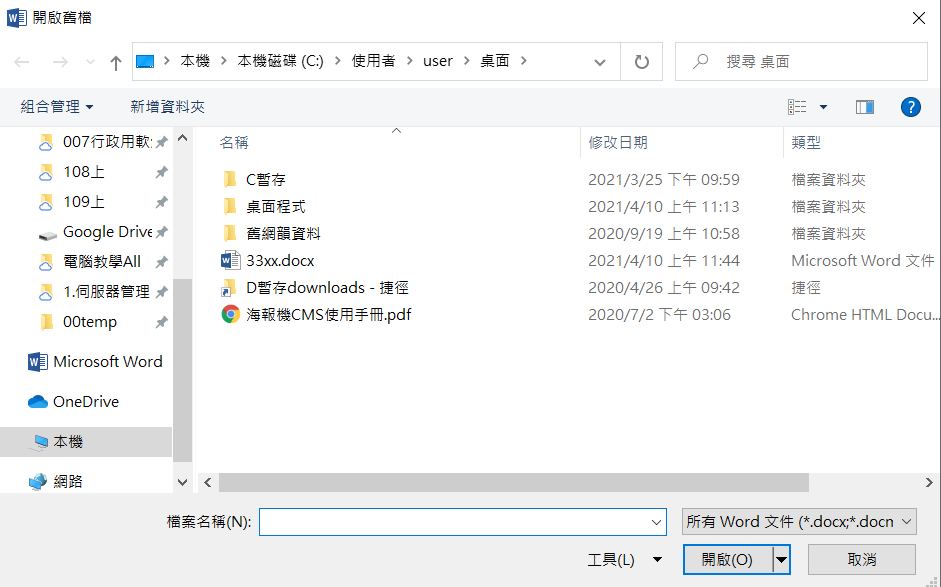 開啟舊檔
本機 本機磁碟 (C:) 使用者 user 桌面
搜尋 桌面
組合管理 新增資料夾
007行政用軟
108上
109上
Google Drive
電腦教學All
1.伺服器管理
00temp
Microsoft Word
OneDrive
本機
網路
名稱 修改日期 類型
C暫存 2021/3/25 下午 09:59 檔案資料夾
桌面程式 2021/4/10 上午 11:13 檔案資料夾
舊網韻資料 2020/9/19 上午 10:58 檔案資料夾
33xx.docx 2021/4/10 上午 11:44 Microsoft Word 文件
D暫存downloads - 捷徑 2020/4/26 上午 09:42 捷徑
海報機CMS使用手冊.pdf 2020/7/2 下午 03:06 Chrome HTML Docu...
檔案名稱(N): 所有 Word 文件 (*.docx;*.docn
工具(L) 開啟(O) 取消